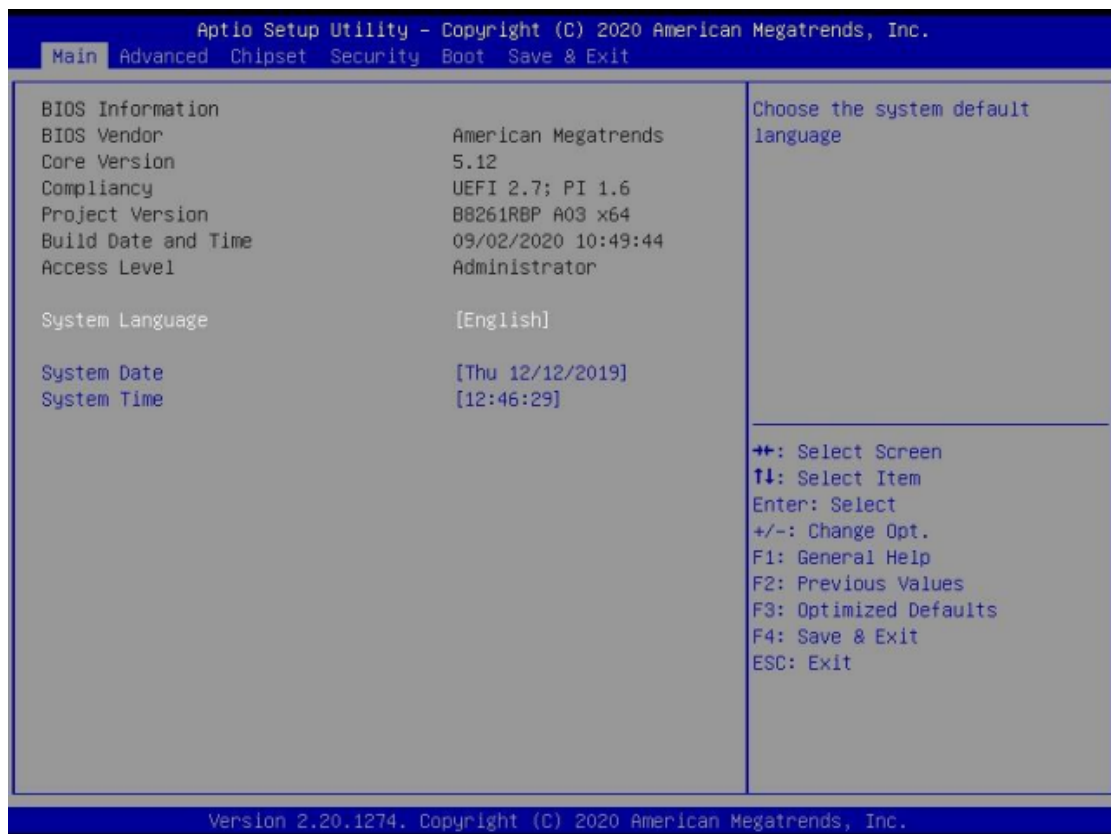 Aptio Setup Utility – Copyright (C) 2020 American Megatrends, Inc.
Main Advanced Chipset Security Boot Save & Exit
BIOS Information
BIOS Vendor American Megatrends
Core Version 5.12
Compliancy UEFI 2.7; PI 1.6
Project Version B8261RBP A03 x64
Build Date and Time 09/02/2020 10:49:44
Access Level Administrator
System Language [English]
System Date [Thu 12/12/2019]
System Time [12:46:29]
Choose the system default
language
→←: Select Screen
↑↓: Select Item
Enter: Select
+/-: Change Opt.
F1: General Help
F2: Previous Values
F3: Optimized Defaults
F4: Save & Exit
ESC: Exit
Version 2.20.1274. Copyright (C) 2020 American Megatrends, Inc.